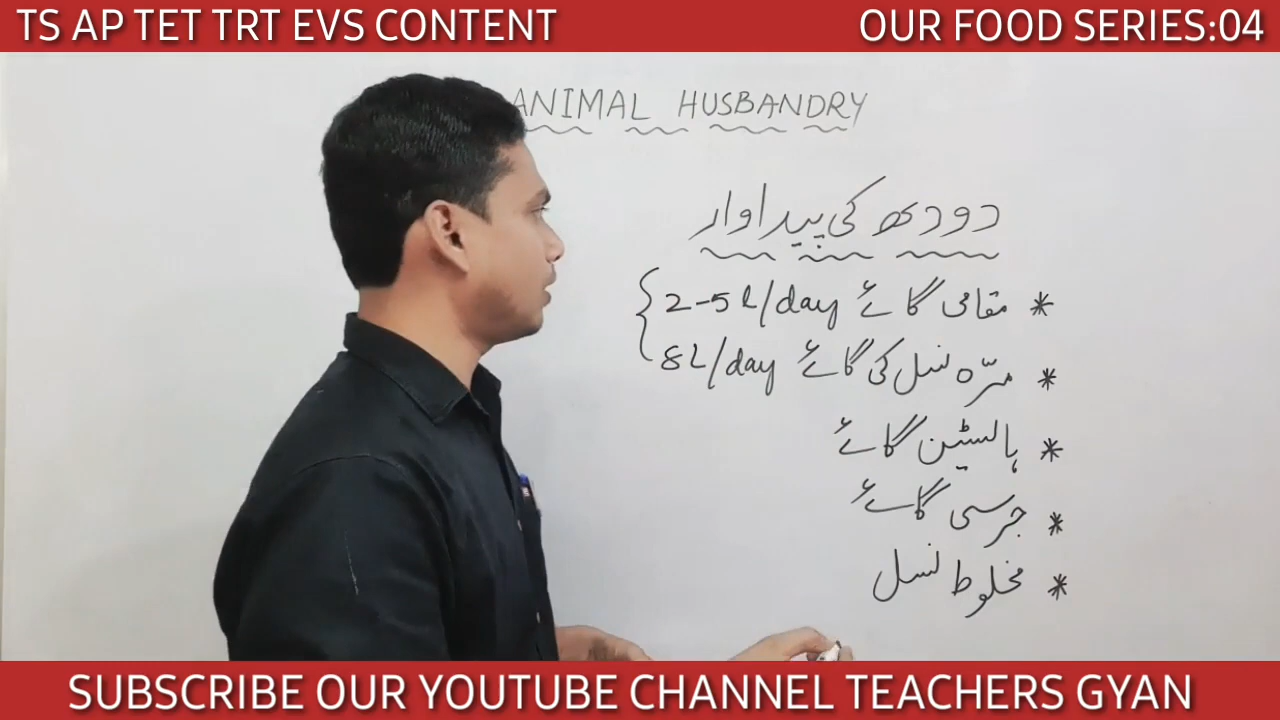 TS AP TET TRT EVS CONTENT
OUR FOOD SERIES:04
ANIMAL HUSBANDRY
دودھ کی پیداوار
* مقامی گائے 2-5 L/day
* مرّہ نسل کی گائے 8L/day
* ہالسٹین گائے
* جرسی گائے
* مخلوط نسل
SUBSCRIBE OUR YOUTUBE CHANNEL TEACHERS GYAN